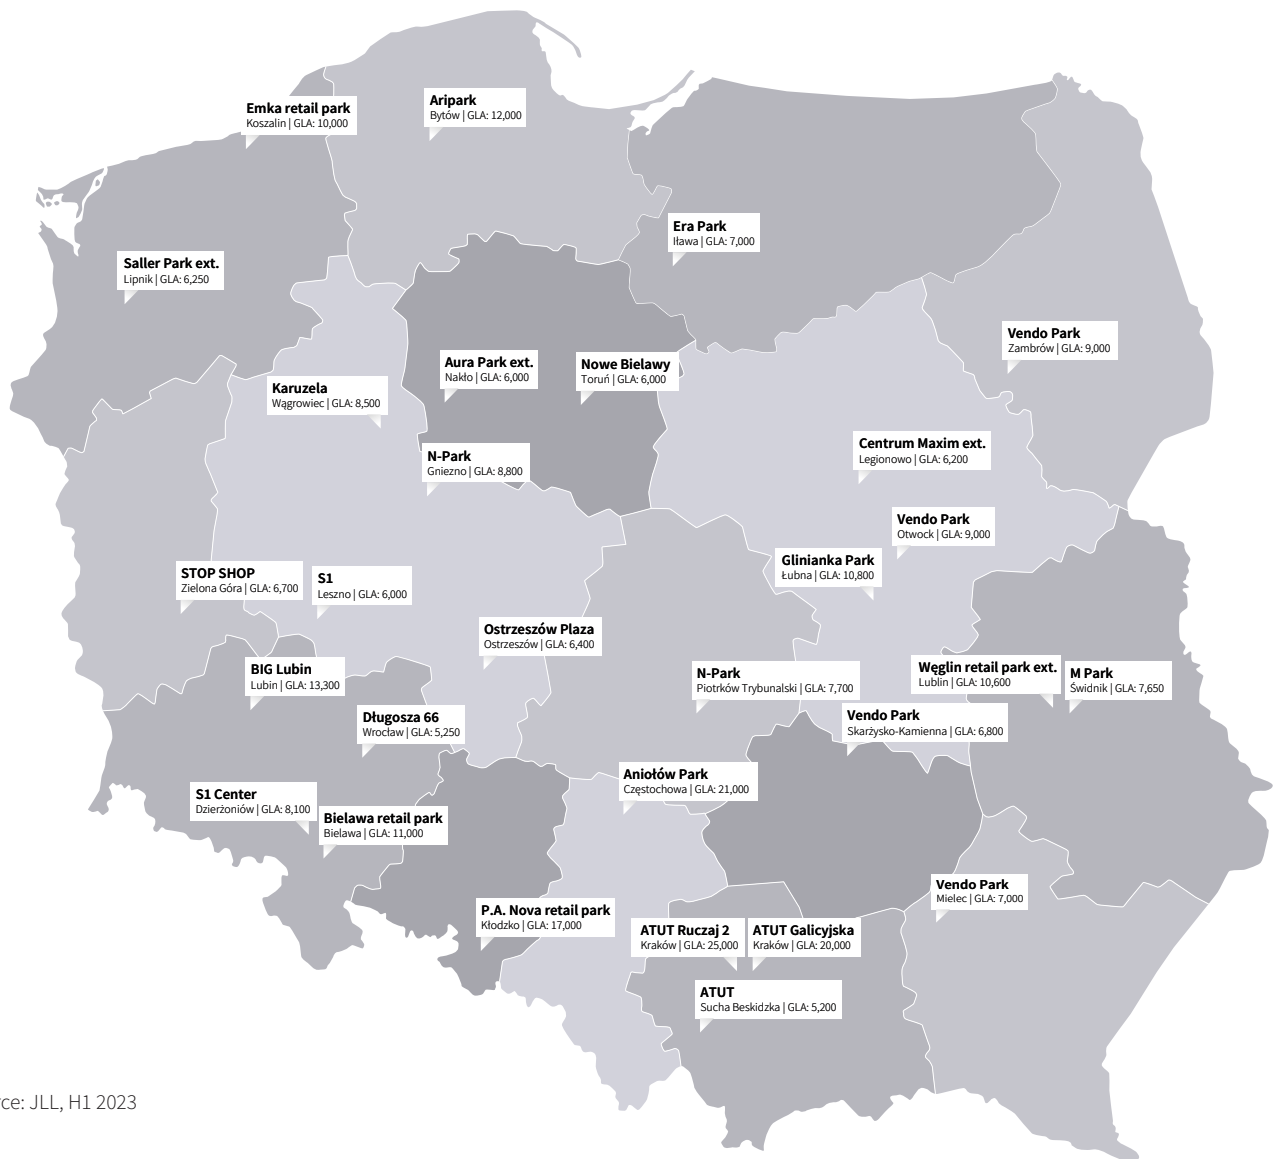 Emka retail park
Koszalin | GLA: 10,000
Aripark
Bytów | GLA: 12,000
Era Park
Iława | GLA: 7,000
Saller Park ext.
Lipnik | GLA: 6,250
Vendo Park
Zambrów | GLA: 9,000
Aura Park ext.
Nakło | GLA: 6,000
Nowe Bielawy
Toruń | GLA: 6,000
Karuzela
Wągrowiec | GLA: 8,500
Centrum Maxim ext.
Legionowo | GLA: 6,200
N-Park
Gniezno | GLA: 8,800
Vendo Park
Otwock | GLA: 9,000
Glinianka Park
Łubna | GLA: 10,800
STOP SHOP
Zielona Góra | GLA: 6,700
S1
Leszno | GLA: 6,000
Ostrzeszów Plaza
Ostrzeszów | GLA: 6,400
BIG Lubin
Lubin | GLA: 13,300
N-Park
Piotrków Trybunalski | GLA: 7,700
Węglin retail park ext.
Lublin | GLA: 10,600
M Park
Świdnik | GLA: 7,650
Długosza 66
Wrocław | GLA: 5,250
Vendo Park
Skarżysko-Kamienna | GLA: 6,800
Aniołów Park
Częstochowa | GLA: 21,000
S1 Center
Dzierżoniów | GLA: 8,100
Bielawa retail park
Bielawa | GLA: 11,000
Vendo Park
Mielec | GLA: 7,000
P.A. Nova retail park
Kłodzko | GLA: 17,000
ATUT Ruczaj 2
Kraków | GLA: 25,000
ATUT Galicyjska
Kraków | GLA: 20,000
ATUT
Sucha Beskidzka | GLA: 5,200
ce: JLL, H1 2023